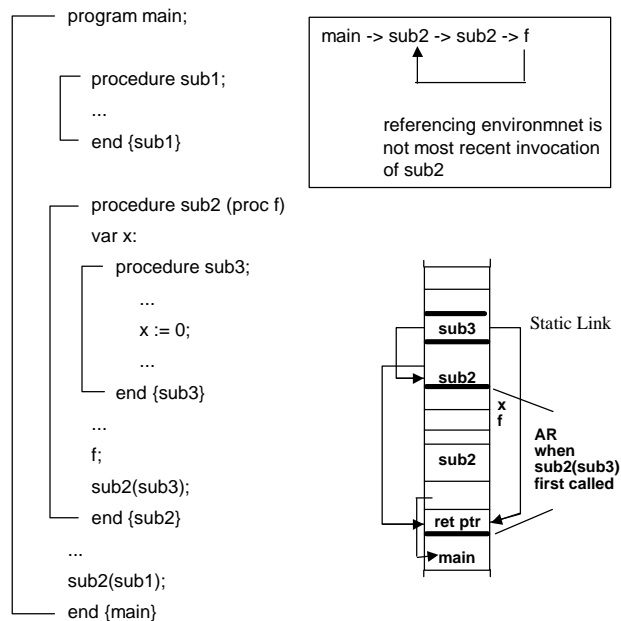 program main;
procedure sub1;
...
end {sub1}
procedure sub2 (proc f)
var x:
procedure sub3;
...
x := 0;
...
end {sub3}
...
f;
sub2(sub3);
end {sub2}
...
sub2(sub1);
end {main}
main -> sub2 -> sub2 -> f
referencing environmnet is
not most recent invocation
of sub2
sub3
Static Link
sub2
x
f
sub2
ret ptr
main
AR
when
sub2(sub3)
first called